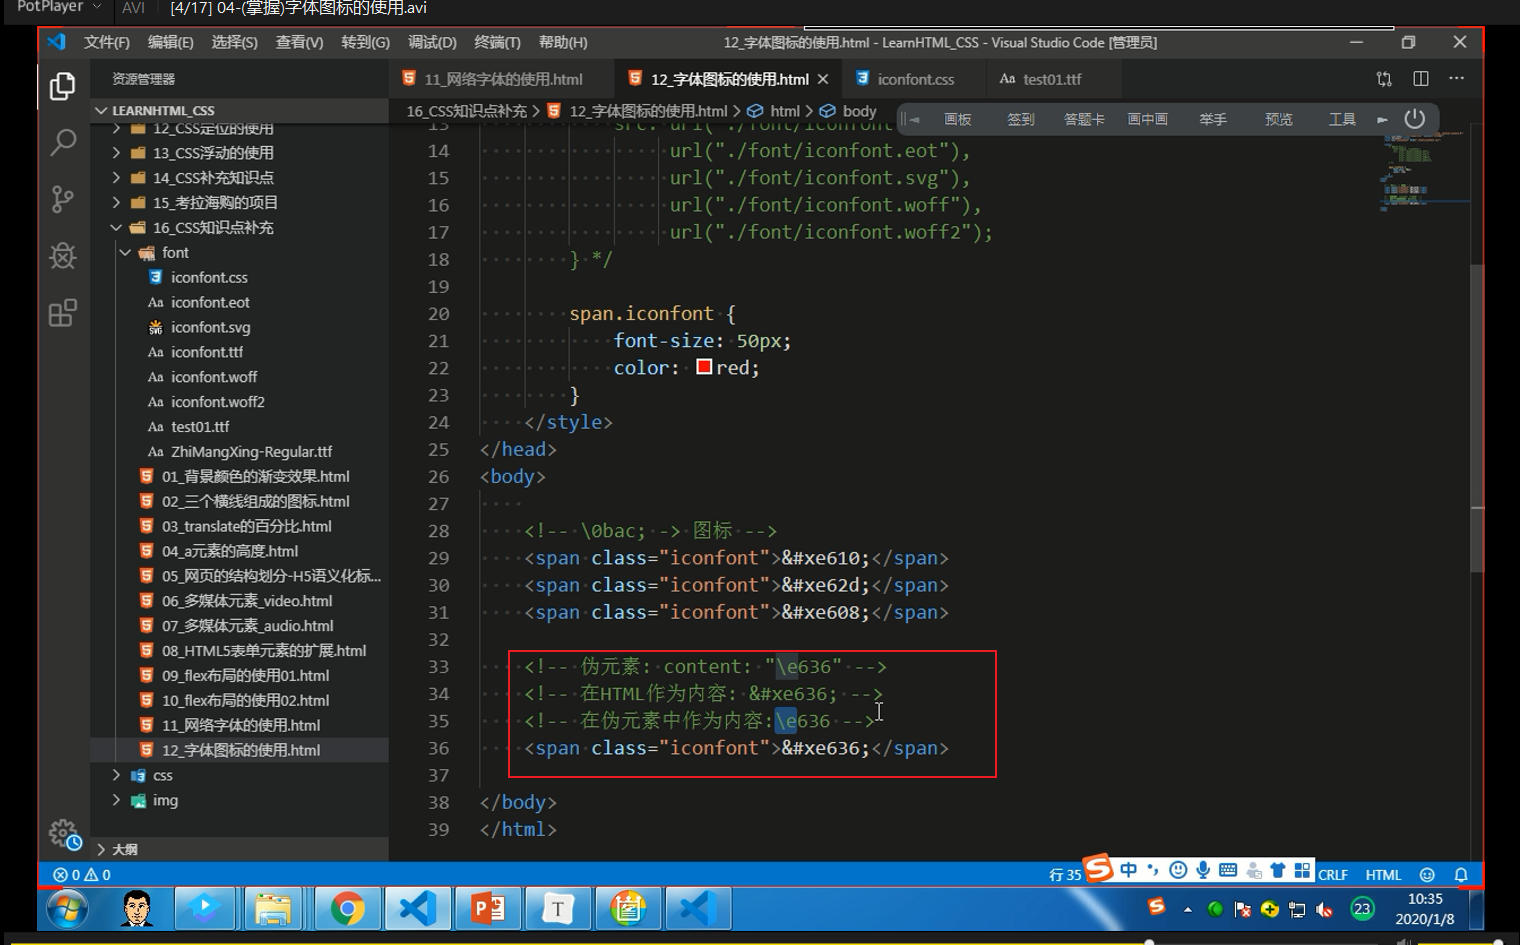 PotPlayer AVI [4/17] 04-(掌握)字体图标的使用.avi
文件(F) 编辑(E) 选择(S) 查看(V) 转到(G) 调试(D) 终端(T) 帮助(H) 12_字体图标的使用.html - LearnHTML_CSS - Visual Studio Code [管理员]
资源管理器
11_网络字体的使用.html 12_字体图标的使用.html iconfont.css Aa test01.ttf
LEARNHTML_CSS
16_CSS知识点补充 > 12_字体图标的使用.html > html > body
画板 签到 答题卡 画中画 举手 预览 工具
12_CSS定位的使用
13_CSS浮动的使用
14_CSS补充知识点
15_考拉海购的项目
16_CSS知识点补充
font
iconfont.css
Aa iconfont.eot
SVG iconfont.svg
Aa iconfont.ttf
Aa iconfont.woff
Aa iconfont.woff2
Aa test01.ttf
Aa ZhiMangXing-Regular.ttf
01_背景颜色的渐变效果.html
02_三个横线组成的图标.html
03_translate的百分比.html
04_a元素的高度.html
05_网页的结构划分-H5语义化标...
06_多媒体元素_video.html
07_多媒体元素_audio.html
08_HTML5表单元素的扩展.html
09_flex布局的使用01.html
10_flex布局的使用02.html
11_网络字体的使用.html
12_字体图标的使用.html
css
img
大纲
13 src: url("./font/iconfont
14 url("./font/iconfont.eot"),
15 url("./font/iconfont.svg"),
16 url("./font/iconfont.woff"),
17 url("./font/iconfont.woff2");
18 } */
19
20 span.iconfont {
21 font-size: 50px;
22 color: red;
23 }
24 </style>
25 </head>
26 <body>
27
28 <!-- \0bac; -> 图标 -->
29 <span class="iconfont">&#xe610;</span>
30 <span class="iconfont">&#xe62d;</span>
31 <span class="iconfont">&#xe608;</span>
32
33 <!-- 伪元素: content: "\e636" -->
34 <!-- 在HTML作为内容: &#xe636; -->
35 <!-- 在伪元素中作为内容:\e636 -->
36 <span class="iconfont">&#xe636;</span>
37
38 </body>
39 </html>
0 0 行 35 中 CRLF HTML
23 10:35
2020/1/8